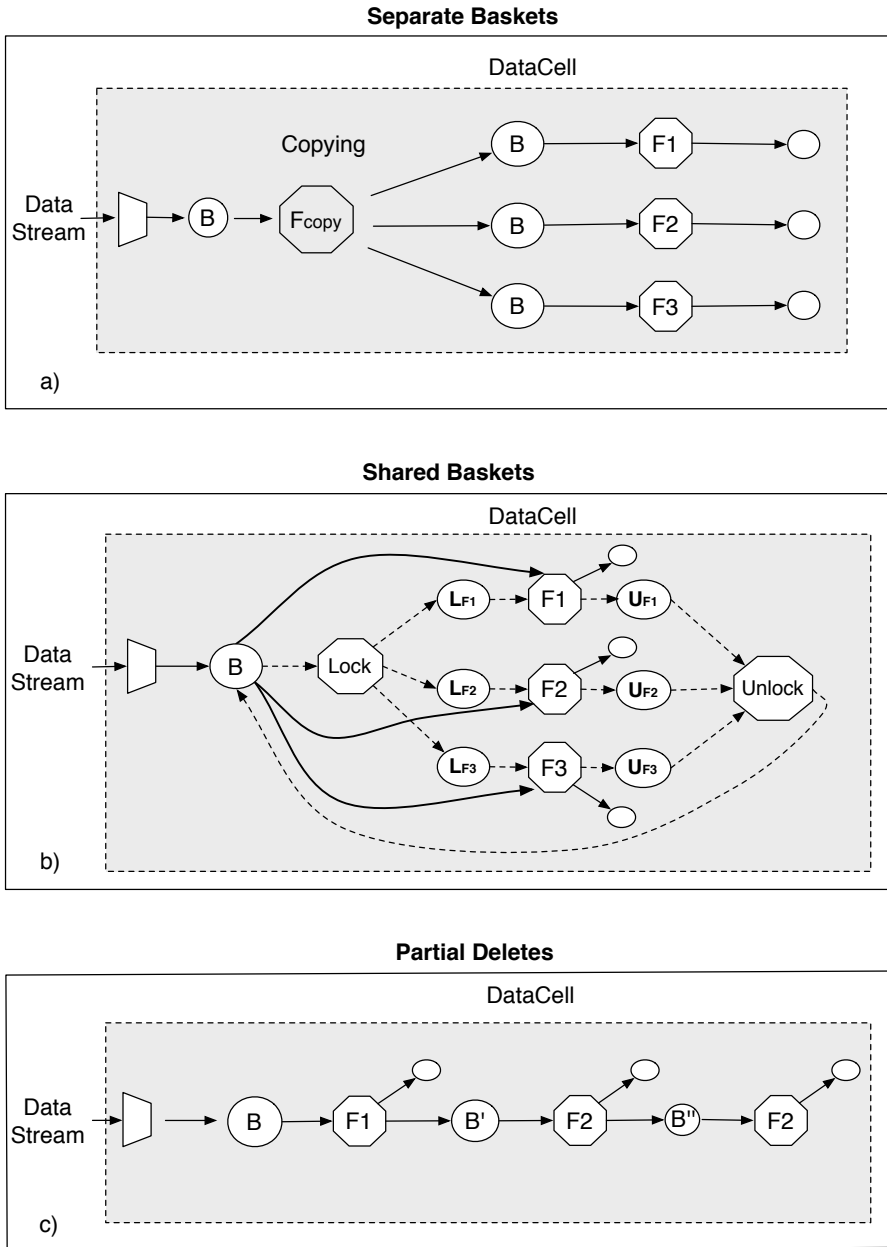 Separate Baskets
DataCell
Copying
Data
Stream
B
Fcopy
B
F1
B
F2
B
F3
a)
Shared Baskets
DataCell
Data
Stream
B
Lock
LF1
F1
UF1
LF2
F2
UF2
LF3
F3
UF3
Unlock
b)
Partial Deletes
DataCell
Data
Stream
B
F1
B'
F2
B''
F2
c)